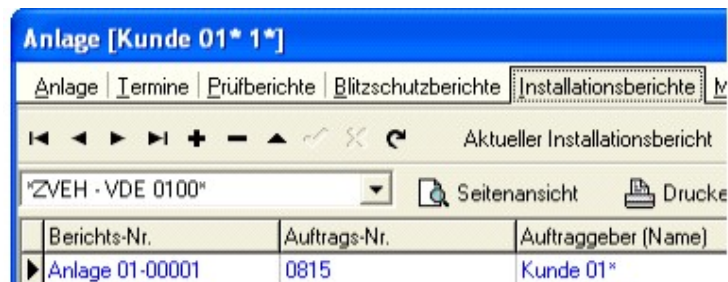 Anlage [Kunde 01* 1*]
Anlage Termine Prüfberichte Blitzschutzberichte Installationsberichte M
Aktueller Installationsbericht
*ZVEH - VDE 0100* Seitenansicht Drucke
Berichts-Nr. Auftrags-Nr. Auftraggeber (Name)
Anlage 01-00001 0815 Kunde 01*